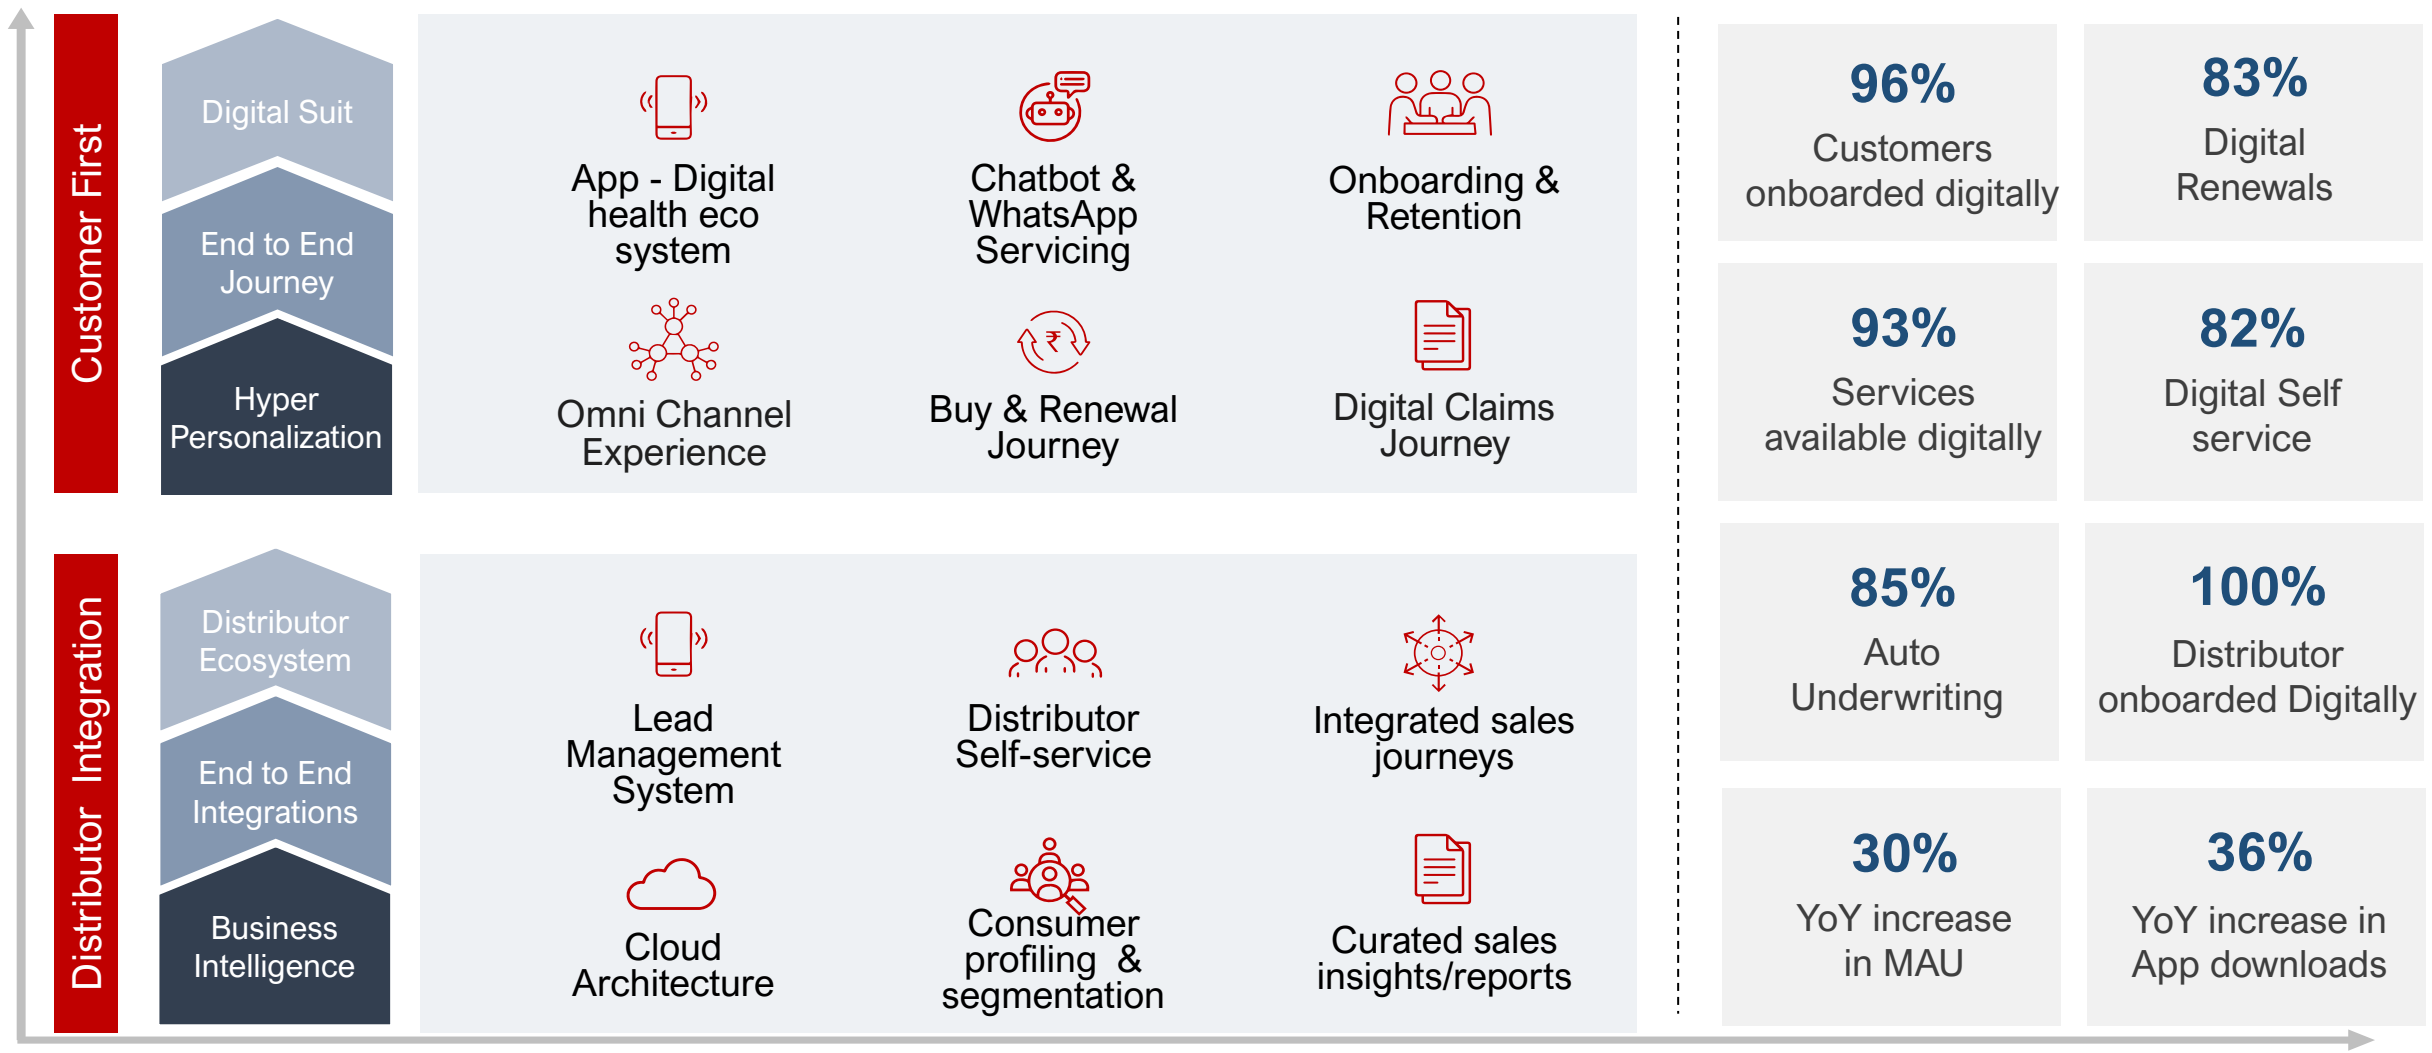 Customer First
Digital Suit
End to End
Journey
Hyper
Personalization
App - Digital
health eco
system
Chatbot &
WhatsApp
Servicing
Onboarding &
Retention
Omni Channel
Experience
₹
Buy & Renewal
Journey
Digital Claims
Journey
96%
Customers
onboarded digitally
83%
Digital
Renewals
93%
Services
available digitally
82%
Digital Self
service
Distributor Integration
Distributor
Ecosystem
End to End
Integrations
Business
Intelligence
Lead
Management
System
Distributor
Self-service
Integrated sales
journeys
Cloud
Architecture
Consumer
profiling &
segmentation
Curated sales
insights/reports
85%
Auto
Underwriting
100%
Distributor
onboarded Digitally
30%
YoY increase
in MAU
36%
YoY increase in
App downloads